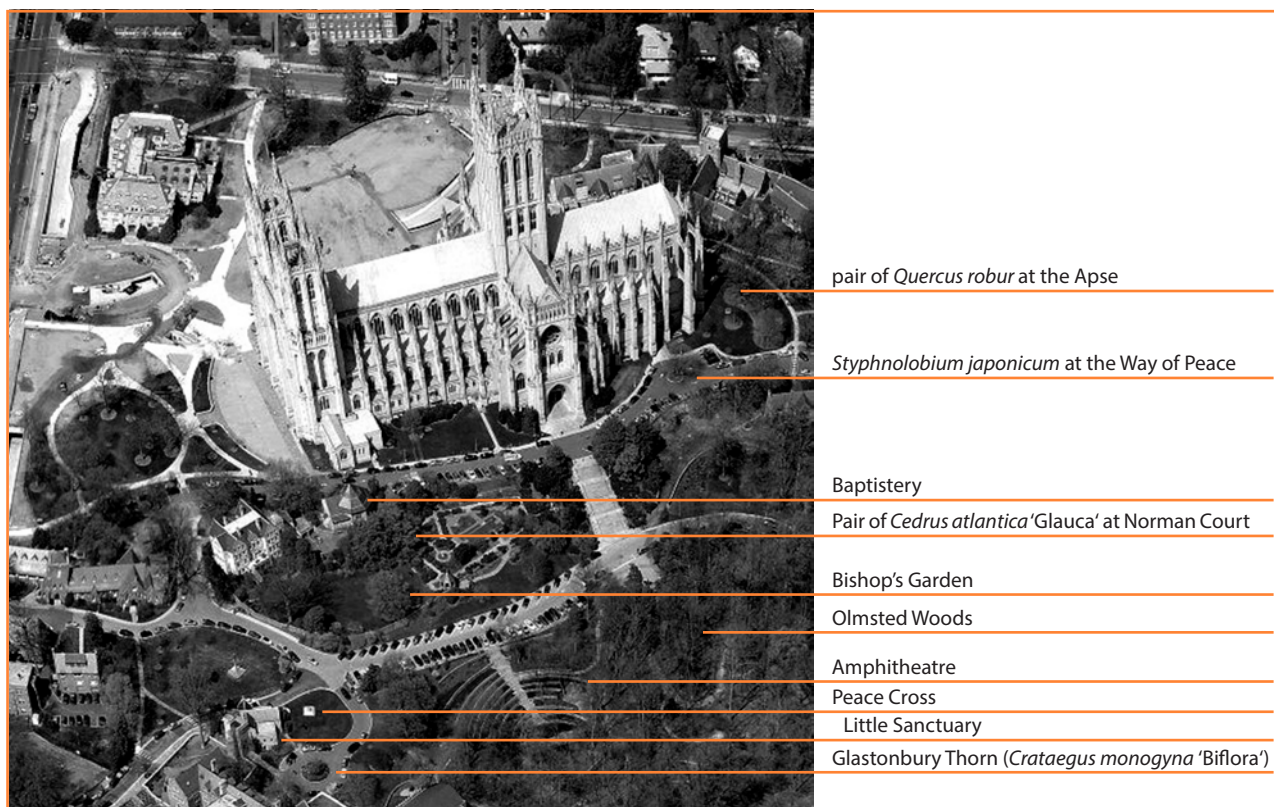 pair of Quercus robur at the Apse
Styphnolobium japonicum at the Way of Peace
Baptistery
Pair of Cedrus atlantica‘Glauca‘ at Norman Court
Bishop’s Garden
Olmsted Woods
Amphitheatre
Peace Cross
Little Sanctuary
Glastonbury Thorn (Crataegus monogyna ‘Biflora‘)